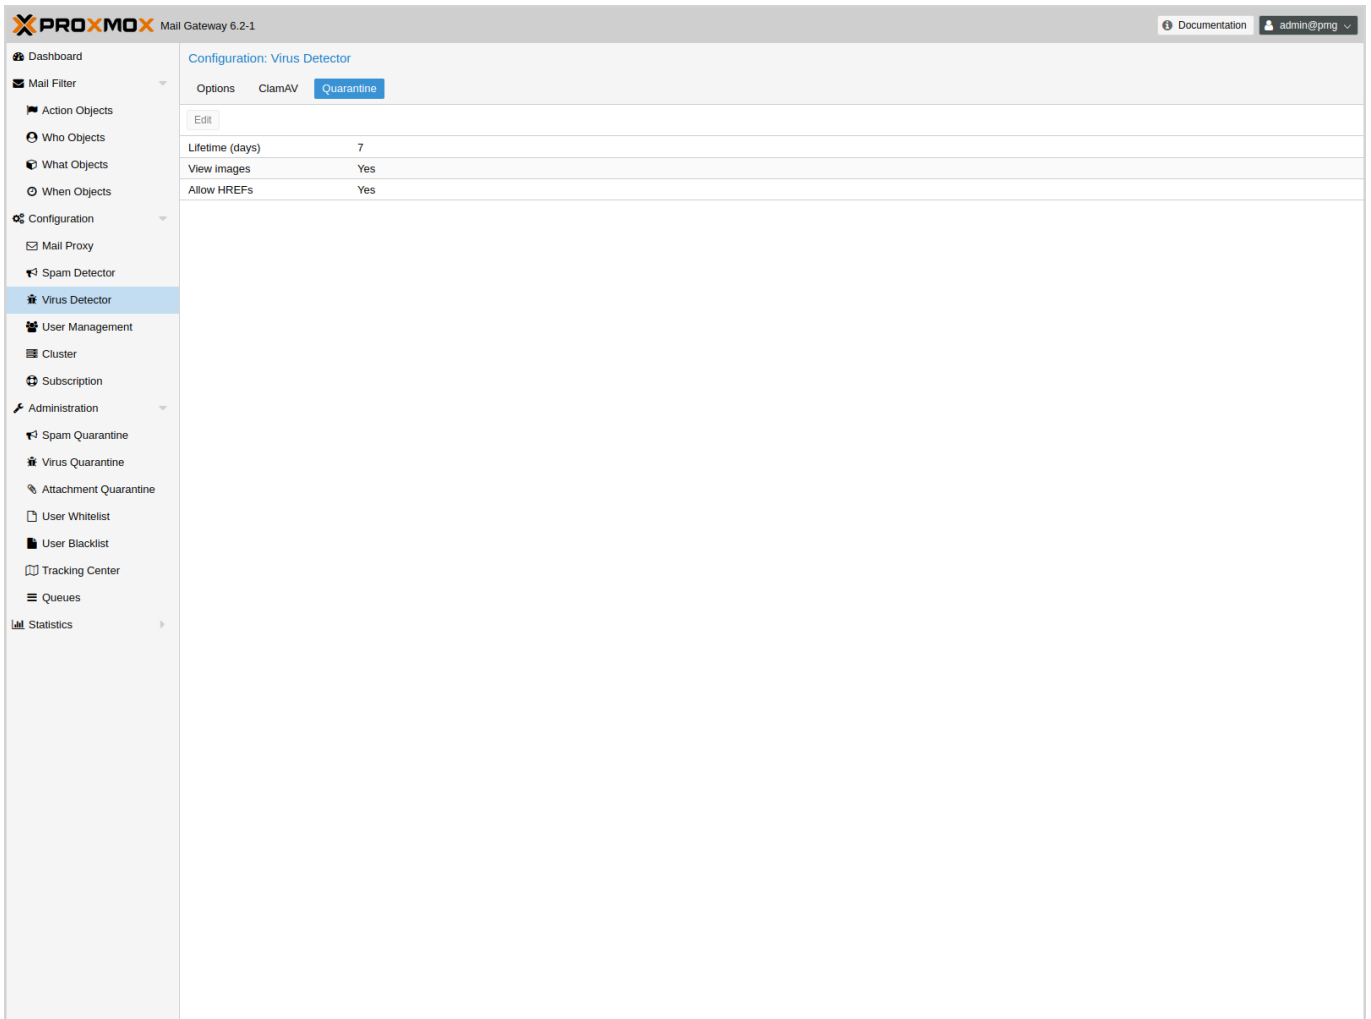 PROXMOX Mail Gateway 6.2-1
Documentation
admin@pmg
Dashboard
Mail Filter
Action Objects
Who Objects
What Objects
When Objects
Configuration
Mail Proxy
Spam Detector
Virus Detector
User Management
Cluster
Subscription
Administration
Spam Quarantine
Virus Quarantine
Attachment Quarantine
User Whitelist
User Blacklist
Tracking Center
Queues
Statistics
Configuration: Virus Detector
Options ClamAV Quarantine
Edit
Lifetime (days) 7
View images Yes
Allow HREFs Yes